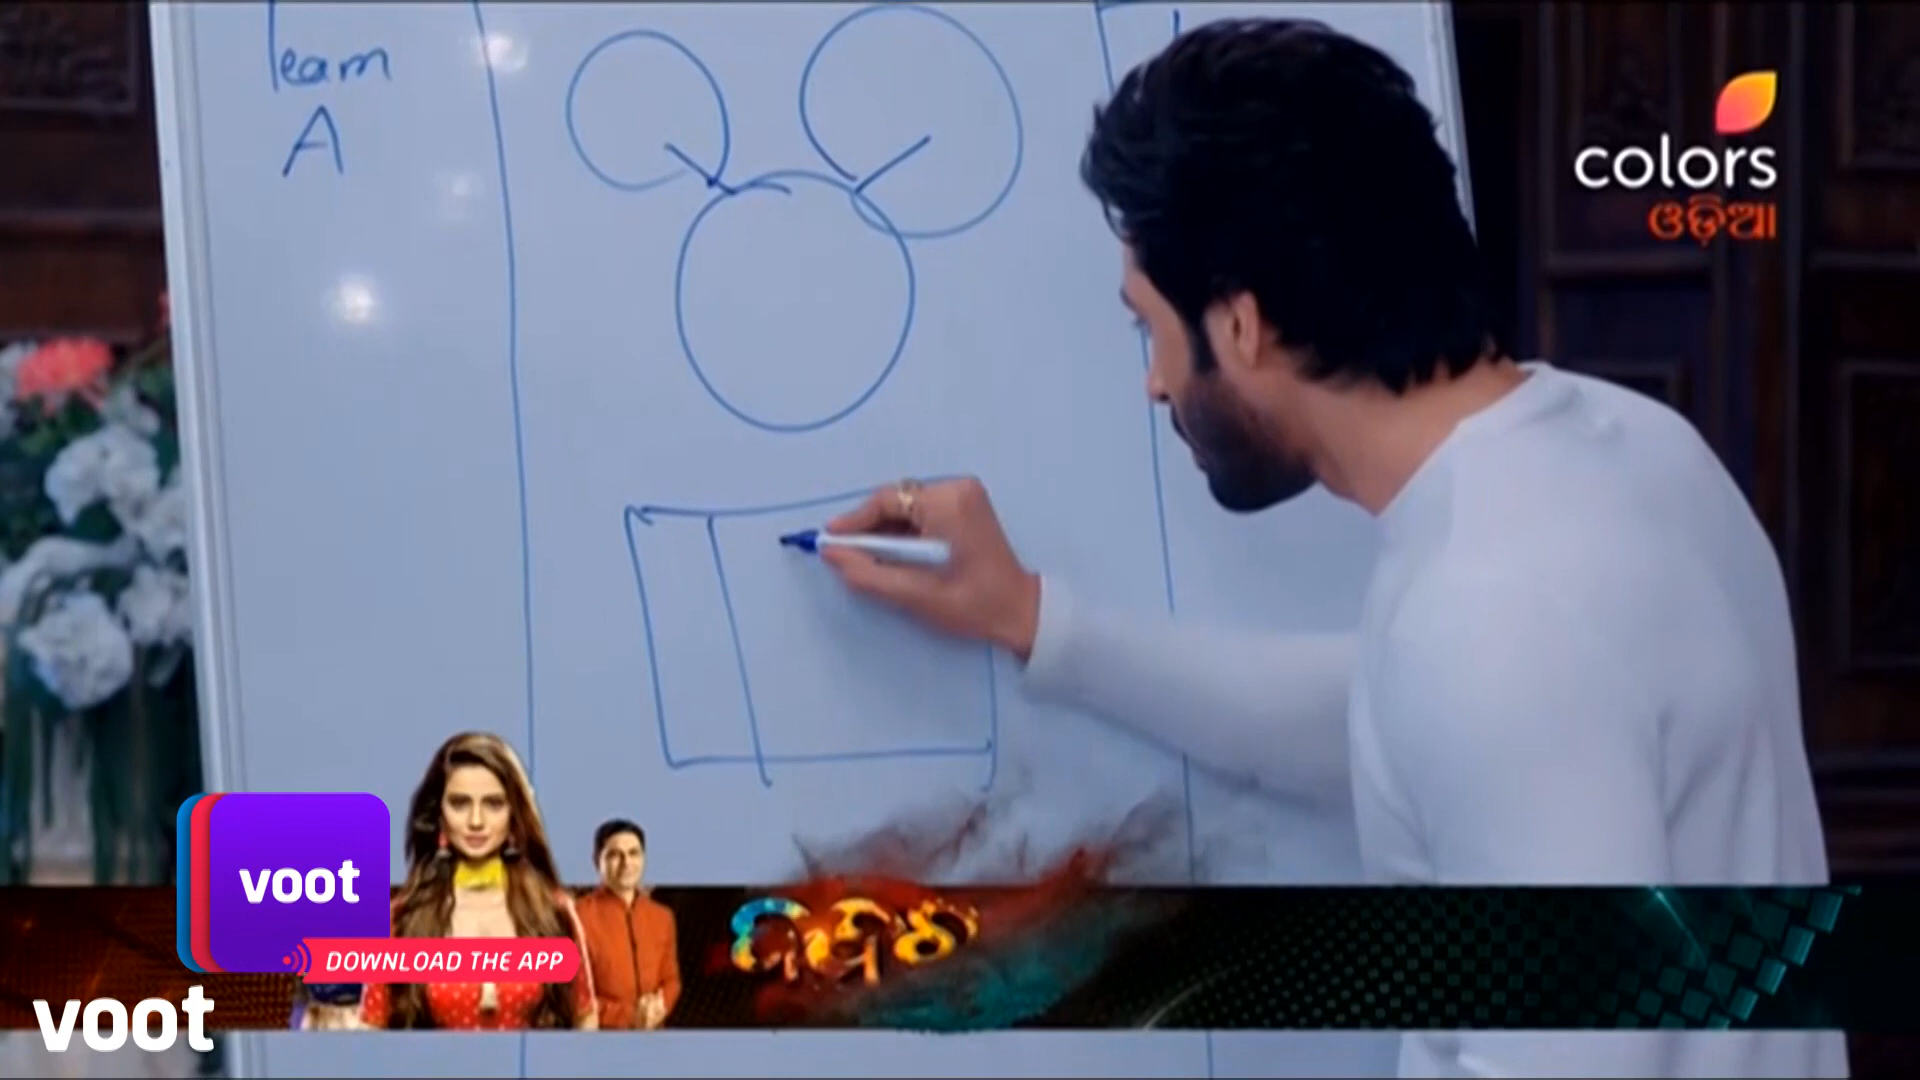 Team
A
colors
ଓଡ଼ିଆ
voot
DOWNLOAD THE APP
voot